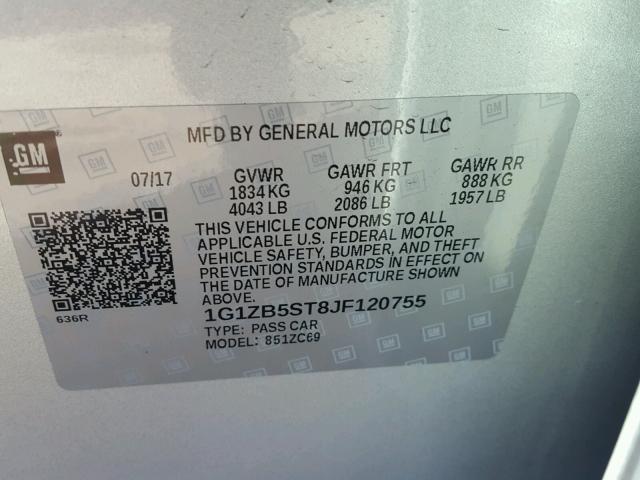 MFD BY GENERAL MOTORS LLC
GM
07/17 GVWR GAWR FRT GAWR RR
1834 KG 946 KG 888 KG
4043 LB 2086 LB 1957 LB
THIS VEHICLE CONFORMS TO ALL
APPLICABLE U.S. FEDERAL MOTOR
VEHICLE SAFETY, BUMPER, AND THEFT
PREVENTION STANDARDS IN EFFECT ON
THE DATE OF MANUFACTURE SHOWN
ABOVE.
1G1ZB5ST8JF120755
636R
TYPE: PASS CAR
MODEL: 851ZC69